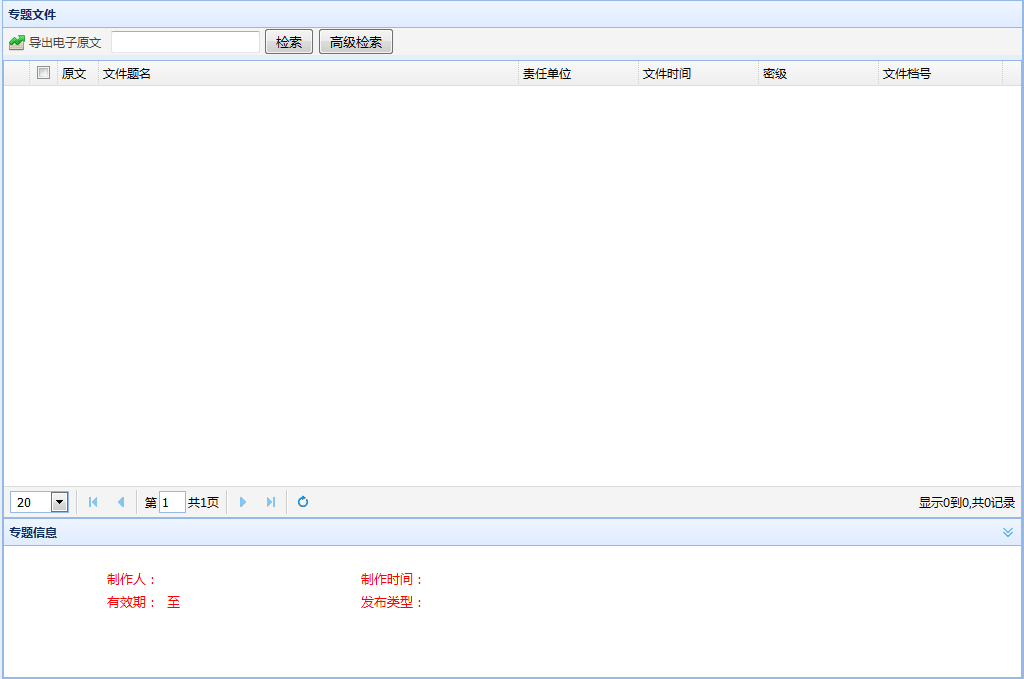 专题文件
导出电子原文 检索 高级检索
原文 文件题名 责任单位 文件时间 密级 文件档号
20 第 1 共1页 显示0到0,共0记录
专题信息
制作人： 制作时间：
有效期： 至 发布类型：